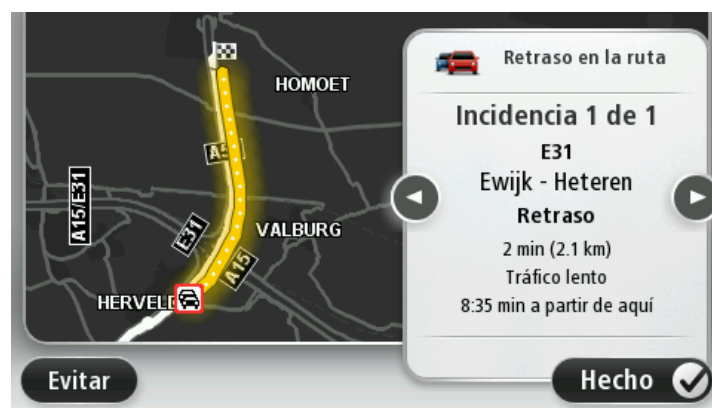 HOMOET
A15/E31
E31
VALBURG
A15
HERVELD
Retraso en la ruta
Incidencia 1 de 1
E31
Ewijk - Heteren
Retraso
2 min (2.1 km)
Tráfico lento
8:35 min a partir de aquí
Evitar
Hecho